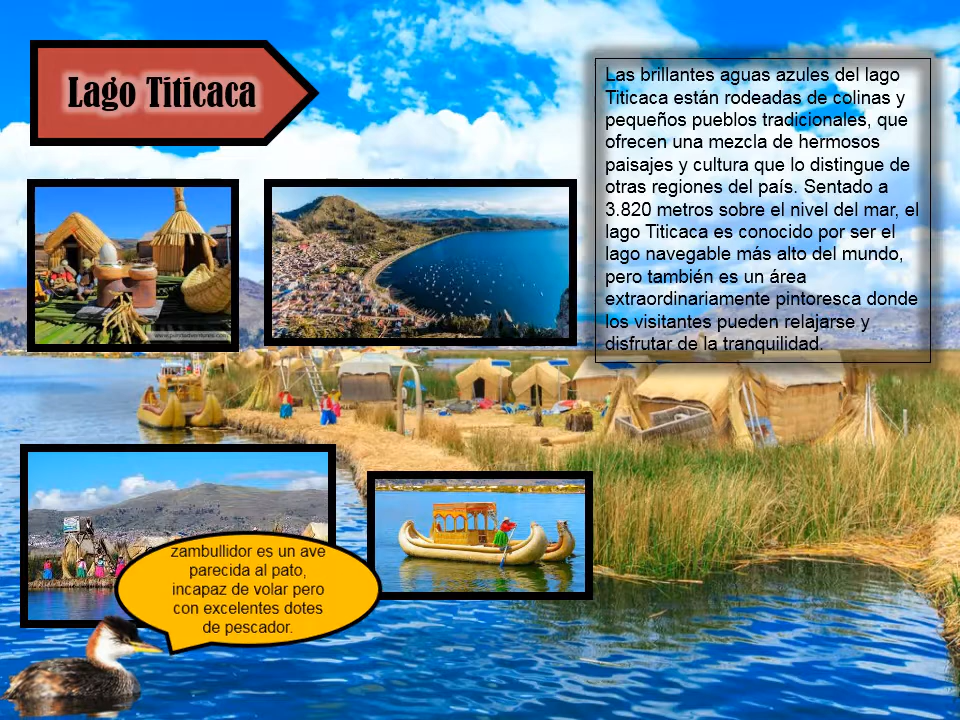 Lago Titicaca
Las brillantes aguas azules del lago
Titicaca están rodeadas de colinas y
pequeños pueblos tradicionales, que
ofrecen una mezcla de hermosos
paisajes y cultura que lo distingue de
otras regiones del país. Sentado a
3.820 metros sobre el nivel del mar, el
lago Titicaca es conocido por ser el
lago navegable más alto del mundo,
pero también es un área
extraordinariamente pintoresca donde
los visitantes pueden relajarse y
disfrutar de la tranquilidad.
zambullidor es un ave
parecida al pato,
incapaz de volar pero
con excelentes dotes
de pescador.